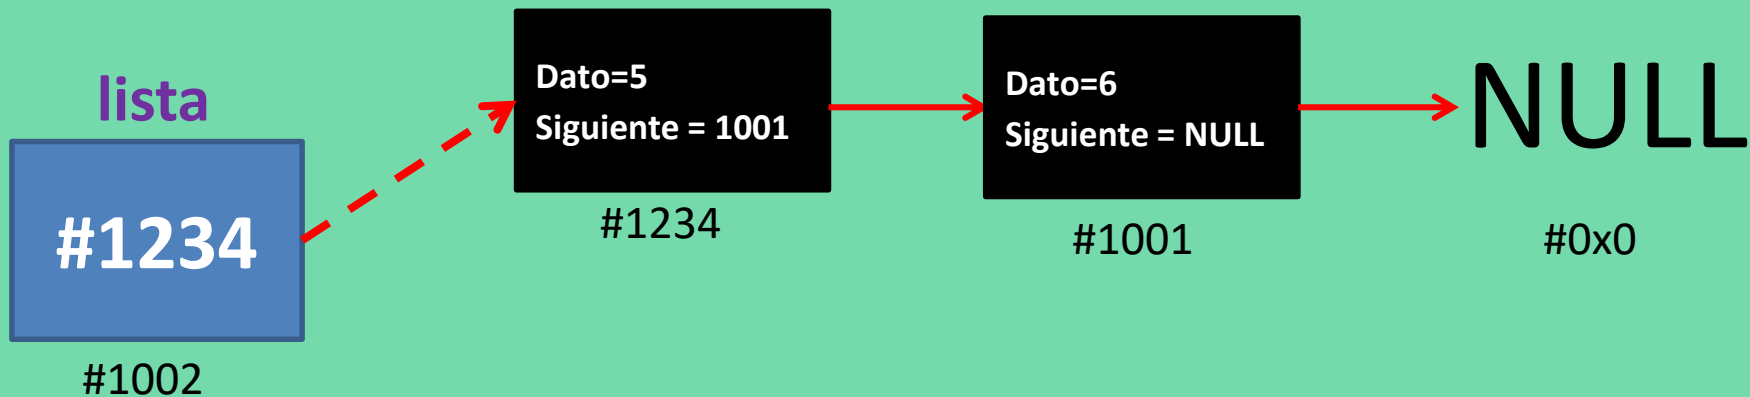 lista
#1234
#1002
Dato=5
Siguiente = 1001
#1234
Dato=6
Siguiente = NULL
#1001
NULL
#0x0